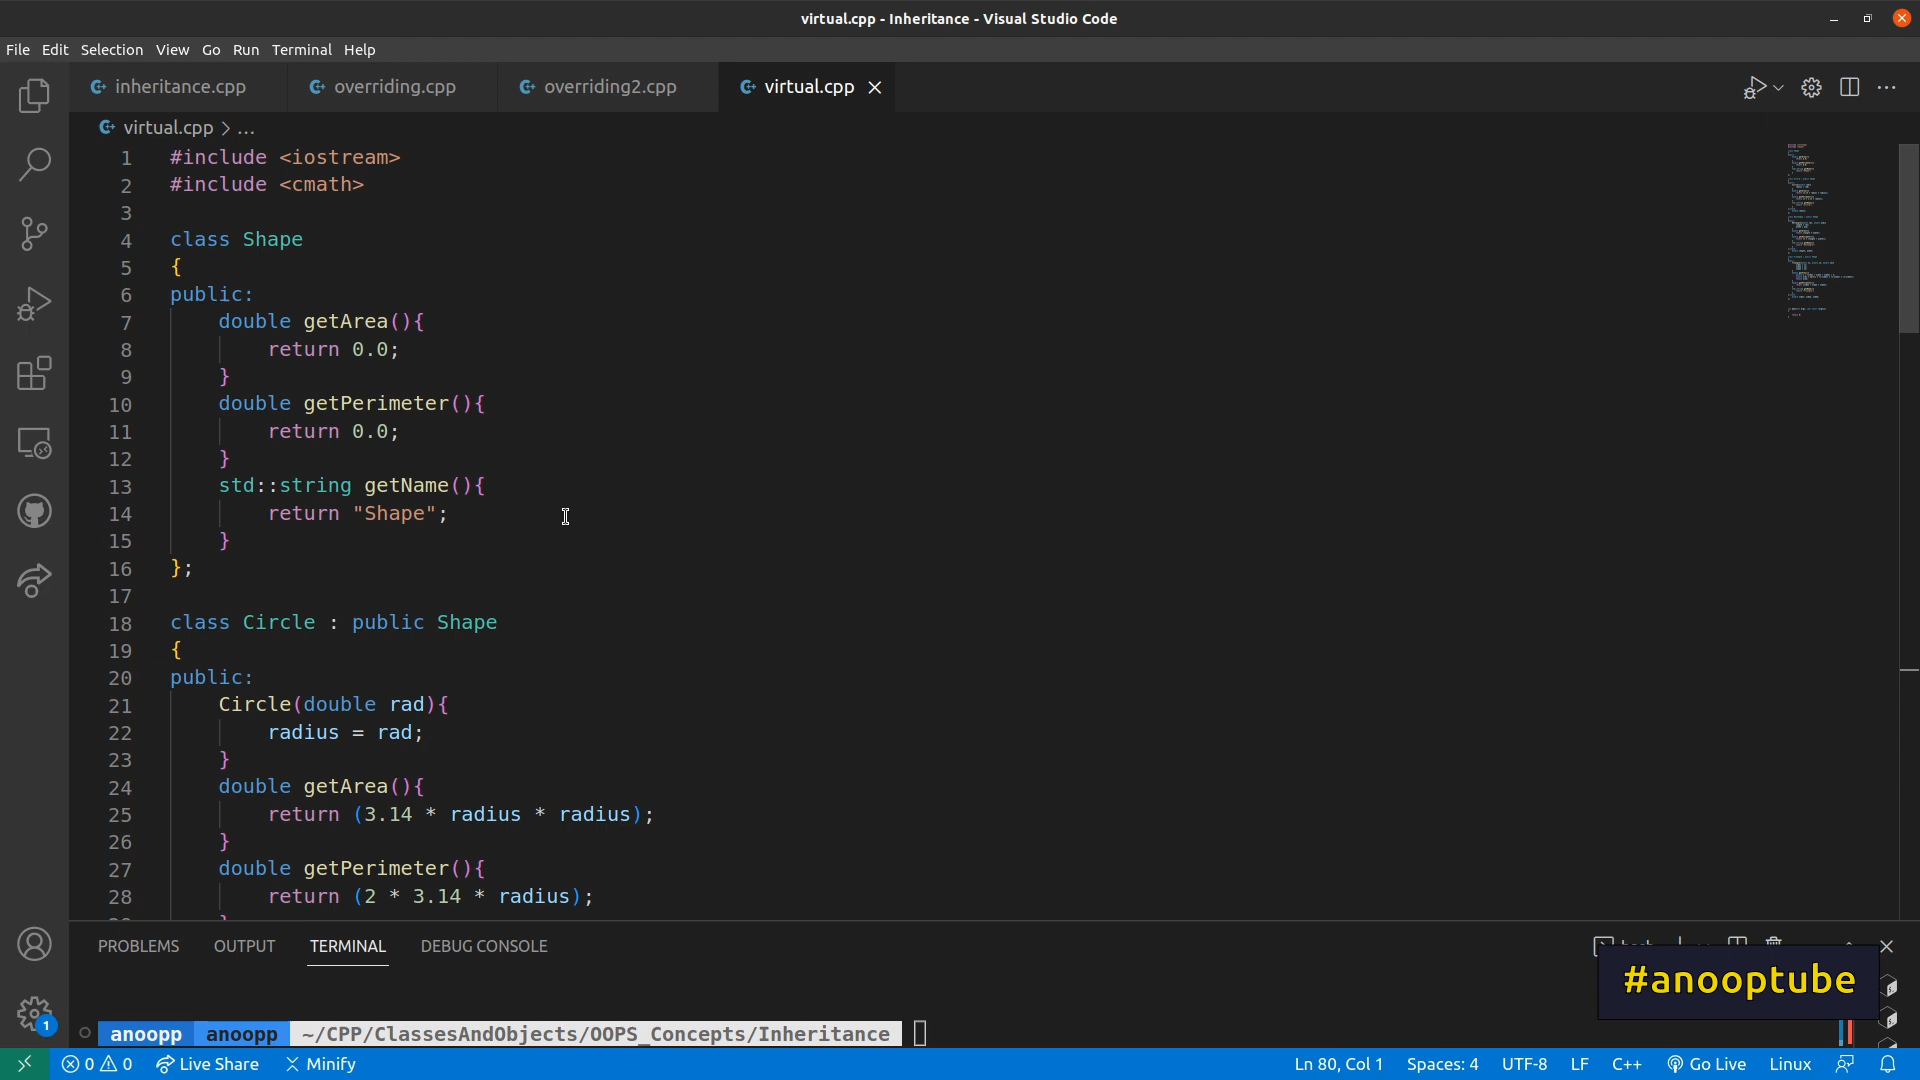 virtual.cpp - Inheritance - Visual Studio Code
File Edit Selection View Go Run Terminal Help
inheritance.cpp overriding.cpp overriding2.cpp virtual.cpp
virtual.cpp > ...
1 #include <iostream>
2 #include <cmath>
3
4 class Shape
5 {
6 public:
7 double getArea(){
8 return 0.0;
9 }
10 double getPerimeter(){
11 return 0.0;
12 }
13 std::string getName(){
14 return "Shape";
15 }
16 };
17
18 class Circle : public Shape
19 {
20 public:
21 Circle(double rad){
22 radius = rad;
23 }
24 double getArea(){
25 return (3.14 * radius * radius);
26 }
27 double getPerimeter(){
28 return (2 * 3.14 * radius);
PROBLEMS OUTPUT TERMINAL DEBUG CONSOLE
#anooptube
anoopp anoopp ~/CPP/ClassesAndObjects/OOPS_Concepts/Inheritance
1
0 0 Live Share Minify Ln 80, Col 1 Spaces: 4 UTF-8 LF C++ Go Live Linux